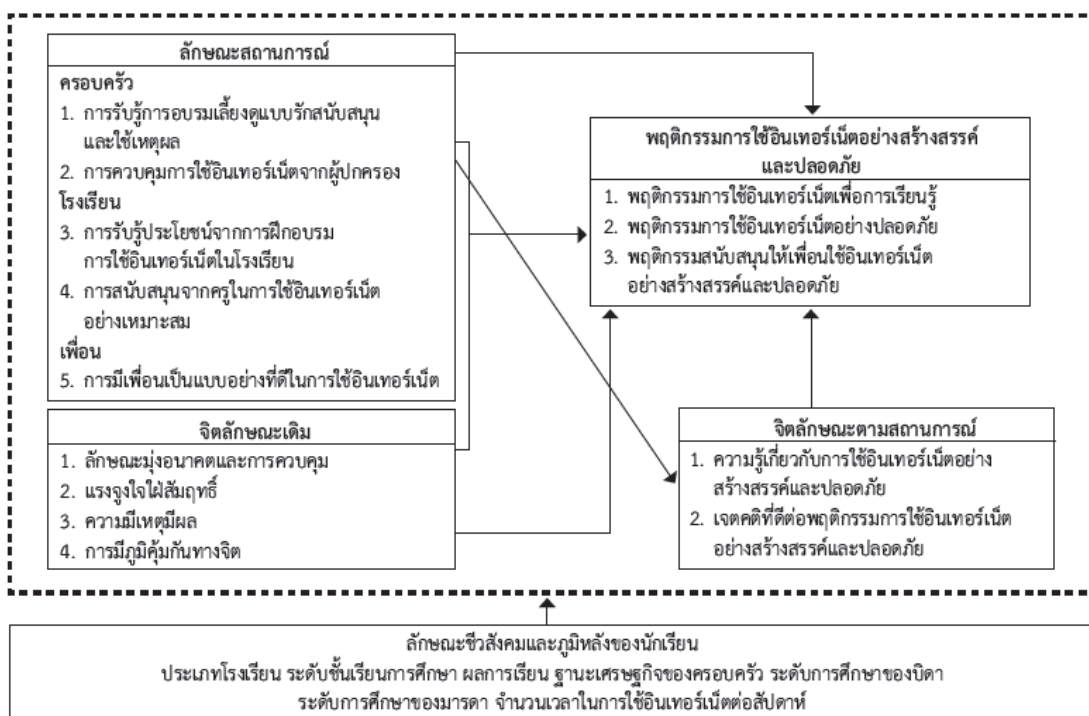 ลักษณะสถานการณ์
ครอบครัว
1. การรับรู้การอบรมเลี้ยงดูแบบรักสนับสนุน
และใช้เหตุผล
2. การควบคุมการใช้อินเทอร์เน็ตจากผู้ปกครอง
โรงเรียน
3. การรับรู้ประโยชน์จากการฝึกอบรม
การใช้อินเทอร์เน็ตในโรงเรียน
4. การสนับสนุนจากครูในการใช้อินเทอร์เน็ต
อย่างเหมาะสม
เพื่อน
5. การมีเพื่อนเป็นแบบอย่างที่ดีในการใช้อินเทอร์เน็ต
จิตลักษณะเดิม
1. ลักษณะมุ่งอนาคตและการควบคุม
2. แรงจูงใจใฝ่สัมฤทธิ์
3. ความมีเหตุมีผล
4. การมีภูมิคุ้มกันทางจิต
พฤติกรรมการใช้อินเทอร์เน็ตอย่างสร้างสรรค์
และปลอดภัย
1. พฤติกรรมการใช้อินเทอร์เน็ตเพื่อการเรียนรู้
2. พฤติกรรมการใช้อินเทอร์เน็ตอย่างปลอดภัย
3. พฤติกรรมสนับสนุนให้เพื่อนใช้อินเทอร์เน็ต
อย่างสร้างสรรค์และปลอดภัย
จิตลักษณะตามสถานการณ์
1. ความรู้เกี่ยวกับการใช้อินเทอร์เน็ตอย่าง
สร้างสรรค์และปลอดภัย
2. เจตคติที่ดีต่อพฤติกรรมการใช้อินเทอร์เน็ต
อย่างสร้างสรรค์และปลอดภัย
ลักษณะชีวสังคมและภูมิหลังของนักเรียน
ประเภทโรงเรียน ระดับชั้นเรียนการศึกษา ผลการเรียน ฐานะเศรษฐกิจของครอบครัว ระดับการศึกษาของบิดา
ระดับการศึกษาของมารดา จำนวนเวลาในการใช้อินเทอร์เน็ตต่อสัปดาห์